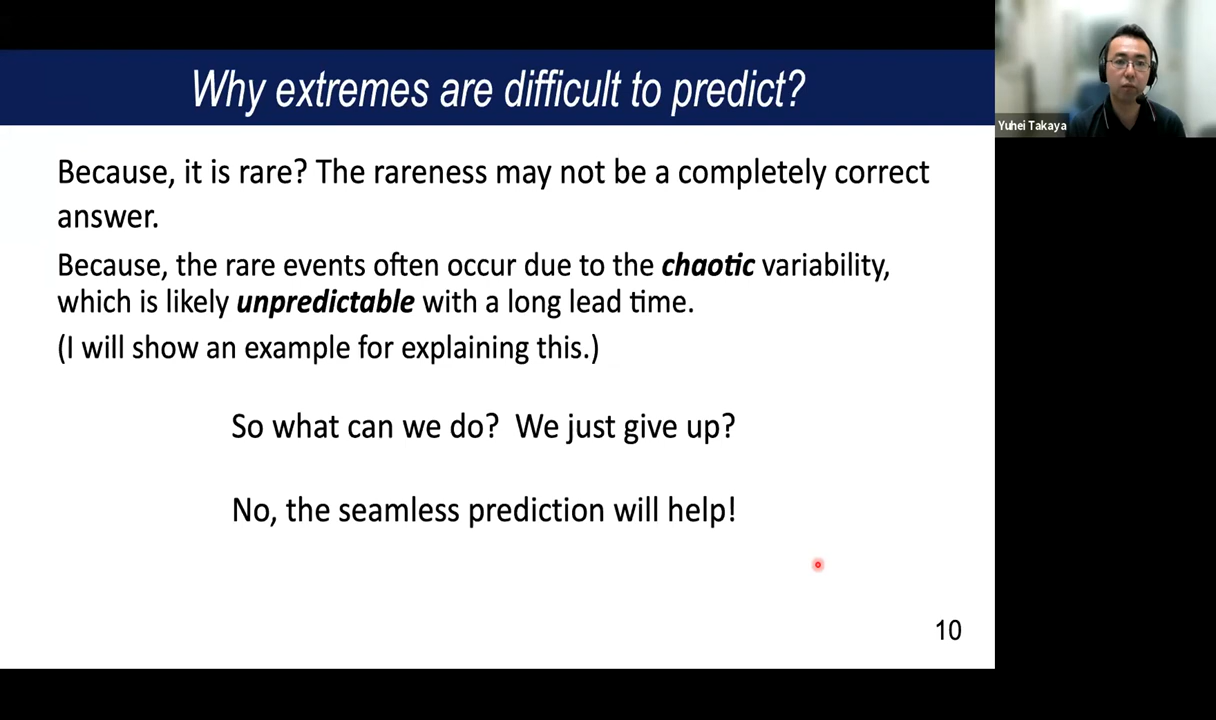 Why extremes are difficult to predict?
Yuhei Takaya
Because, it is rare? The rareness may not be a completely correct
answer.
Because, the rare events often occur due to the chaotic variability,
which is likely unpredictable with a long lead time.
(I will show an example for explaining this.)
So what can we do?  We just give up?
No, the seamless prediction will help!
10